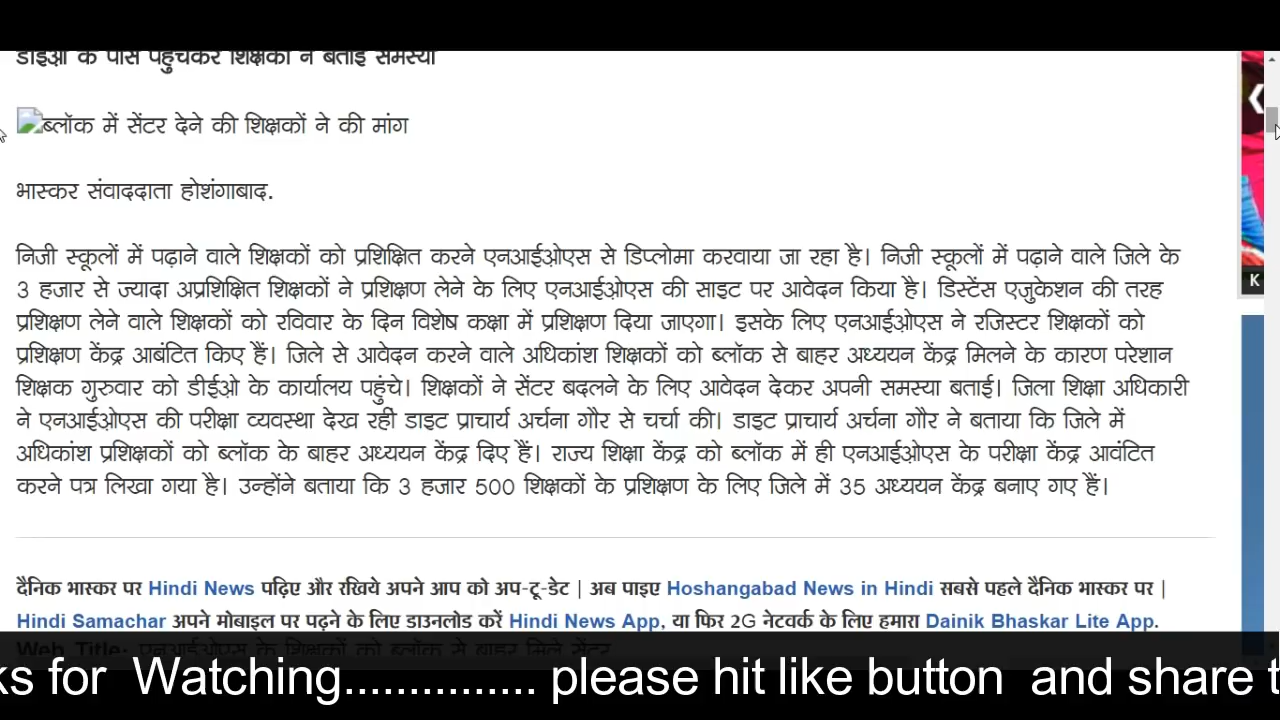 डीईओ के पास पहुंचकर शिक्षकों ने बताई समस्या
ब्लॉक में सेंटर देने की शिक्षकों ने की मांग
भास्कर संवाददाता होशंगाबाद.
निजी स्कूलों में पढ़ाने वाले शिक्षकों को प्रशिक्षित करने एनआईओएस से डिप्लोमा करवाया जा रहा है। निजी स्कूलों में पढ़ाने वाले जिले के
3 हजार से ज्यादा अप्रशिक्षित शिक्षकों ने प्रशिक्षण लेने के लिए एनआईओएस की साइट पर आवेदन किया है। डिस्टेंस एजुकेशन की तरह
प्रशिक्षण लेने वाले शिक्षकों को रविवार के दिन विशेष कक्षा में प्रशिक्षण दिया जाएगा। इसके लिए एनआईओएस ने रजिस्टर शिक्षकों को
प्रशिक्षण केंद्र आबंटित किए हैं। जिले से आवेदन करने वाले अधिकांश शिक्षकों को ब्लॉक से बाहर अध्ययन केंद्र मिलने के कारण परेशान
शिक्षक गुरुवार को डीईओ के कार्यालय पहुंचे। शिक्षकों ने सेंटर बदलने के लिए आवेदन देकर अपनी समस्या बताई। जिला शिक्षा अधिकारी
ने एनआईओएस की परीक्षा व्यवस्था देख रहीं डाइट प्राचार्य अर्चना गौर से चर्चा की। डाइट प्राचार्य अर्चना गौर ने बताया कि जिले में
अधिकांश प्रशिक्षकों को ब्लॉक के बाहर अध्ययन केंद्र दिए हैं। राज्य शिक्षा केंद्र को ब्लॉक में ही एनआईओएस के परीक्षा केंद्र आवंटित
करने पत्र लिखा गया है। उन्होंने बताया कि 3 हजार 500 शिक्षकों के प्रशिक्षण के लिए जिले में 35 अध्ययन केंद्र बनाए गए हैं।
K
दैनिक भास्कर पर Hindi News पढ़िए और रखिये अपने आप को अप-टू-डेट | अब पाइए Hoshangabad News in Hindi सबसे पहले दैनिक भास्कर पर |
Hindi Samachar अपने मोबाइल पर पढ़ने के लिए डाउनलोड करें Hindi News App, या फिर 2G नेटवर्क के लिए हमारा Dainik Bhaskar Lite App.
Web Title: एनआईओएस के शिक्षकों को ब्लॉक से बाहर मिले सेंटर
ks for Watching............... please hit like button and share t